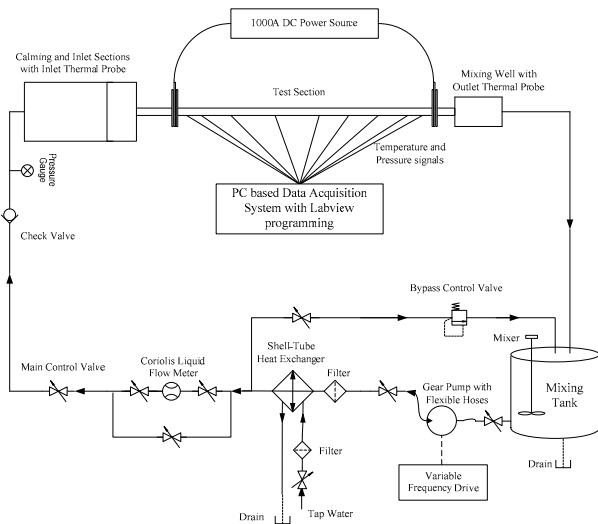 1000A DC Power Source
Calming and Inlet Sections
with Inlet Thermal Probe
Test Section
Mixing Well with
Outlet Thermal Probe
Temperature and
Pressure signals
Pressure
Gauge
PC based Data Acquisition
System with Labview
programming
Check Valve
Bypass Control Valve
Mixer
Shell-Tube
Heat Exchanger
Coriolis Liquid
Flow Meter
Main Control Valve
Filter
Gear Pump with
Flexible Hoses
Mixing
Tank
Filter
Drain
Variable
Frequency Drive
Drain
Tap Water